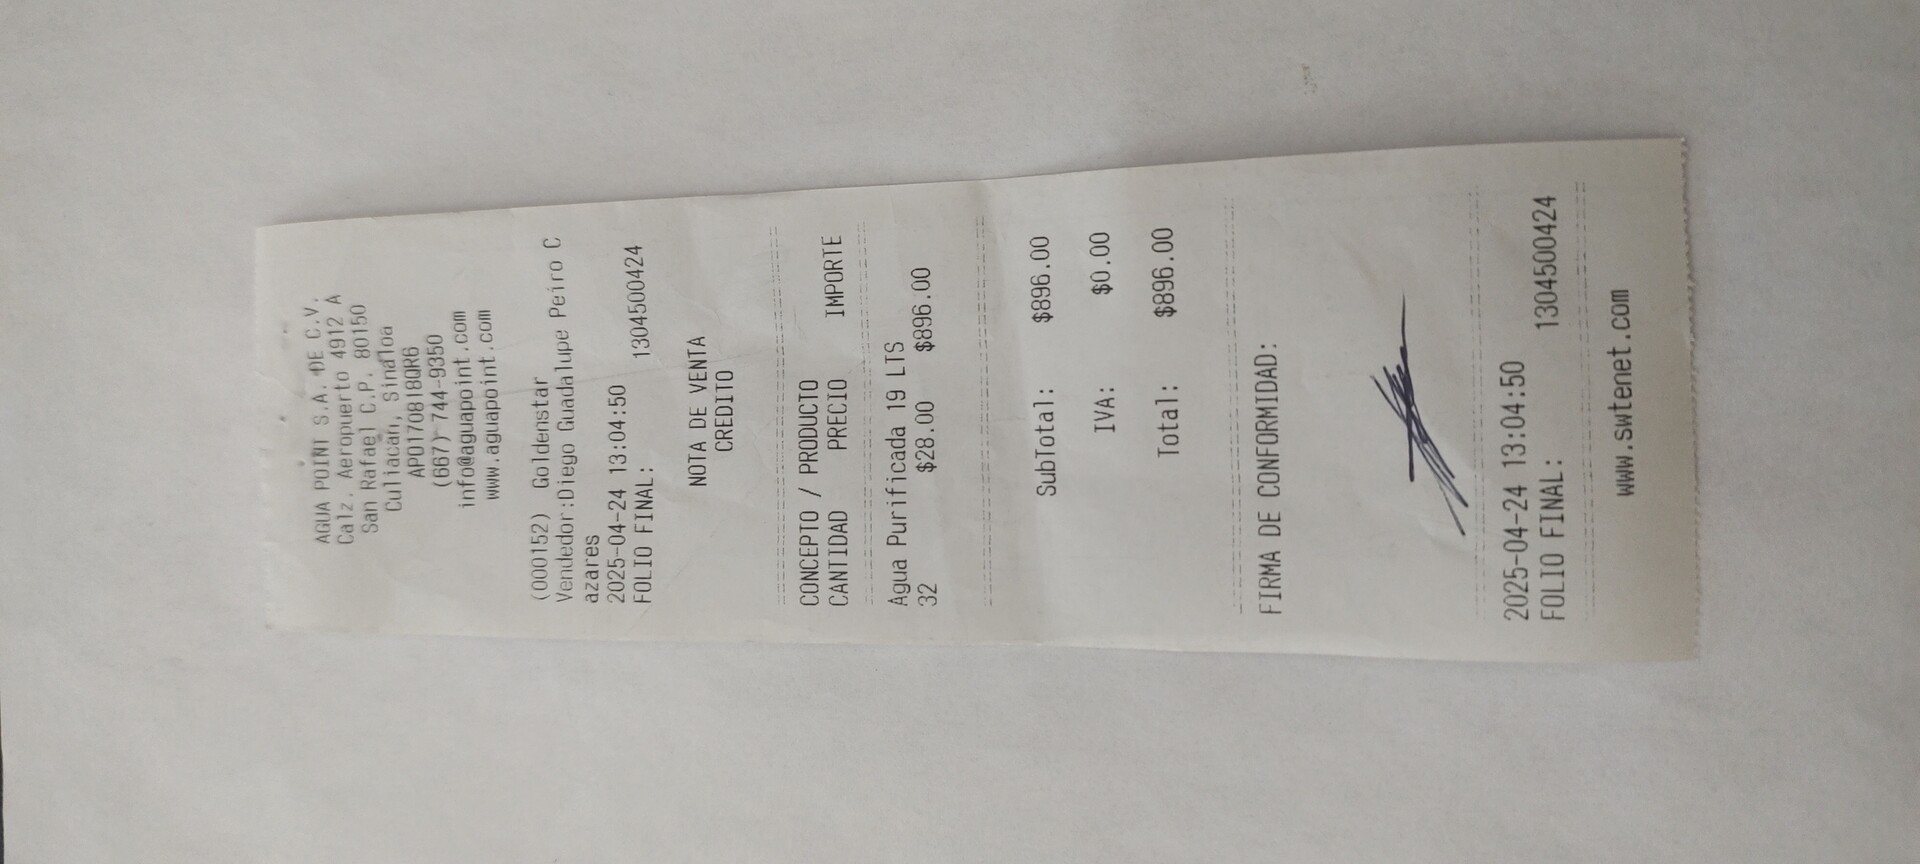 AGUA POINT S.A. DE C.V.
Calz. Aeropuerto 4912 A
San Rafael C.P. 80150
Culiacan, Sinaloa
APO170818QR6
(667) 744-9350
info@aguapoint.com
www.aguapoint.com
(000152) Goldenstar
Vendedor:Diego Guadalupe Peiro C
azares
2025-04-24 13:04:50
FOLIO FINAL: 1304500424
NOTA DE VENTA
CREDITO
CONCEPTO / PRODUCTO
CANTIDAD PRECIO IMPORTE
Agua Purificada 19 LTS
32 $28.00 $896.00
SubTotal: $896.00
IVA: $0.00
Total: $896.00
FIRMA DE CONFORMIDAD:
2025-04-24 13:04:50
FOLIO FINAL: 1304500424
www.swtenet.com